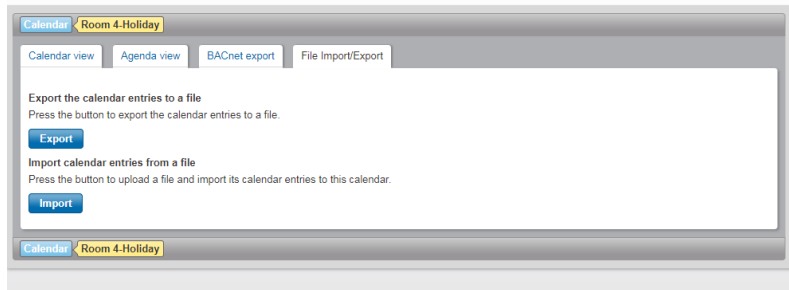 Calendar Room 4-Holiday
Calendar view Agenda view BACnet export File Import/Export
Export the calendar entries to a file
Press the button to export the calendar entries to a file.
Export
Import calendar entries from a file
Press the button to upload a file and import its calendar entries to this calendar.
Import
Calendar Room 4-Holiday